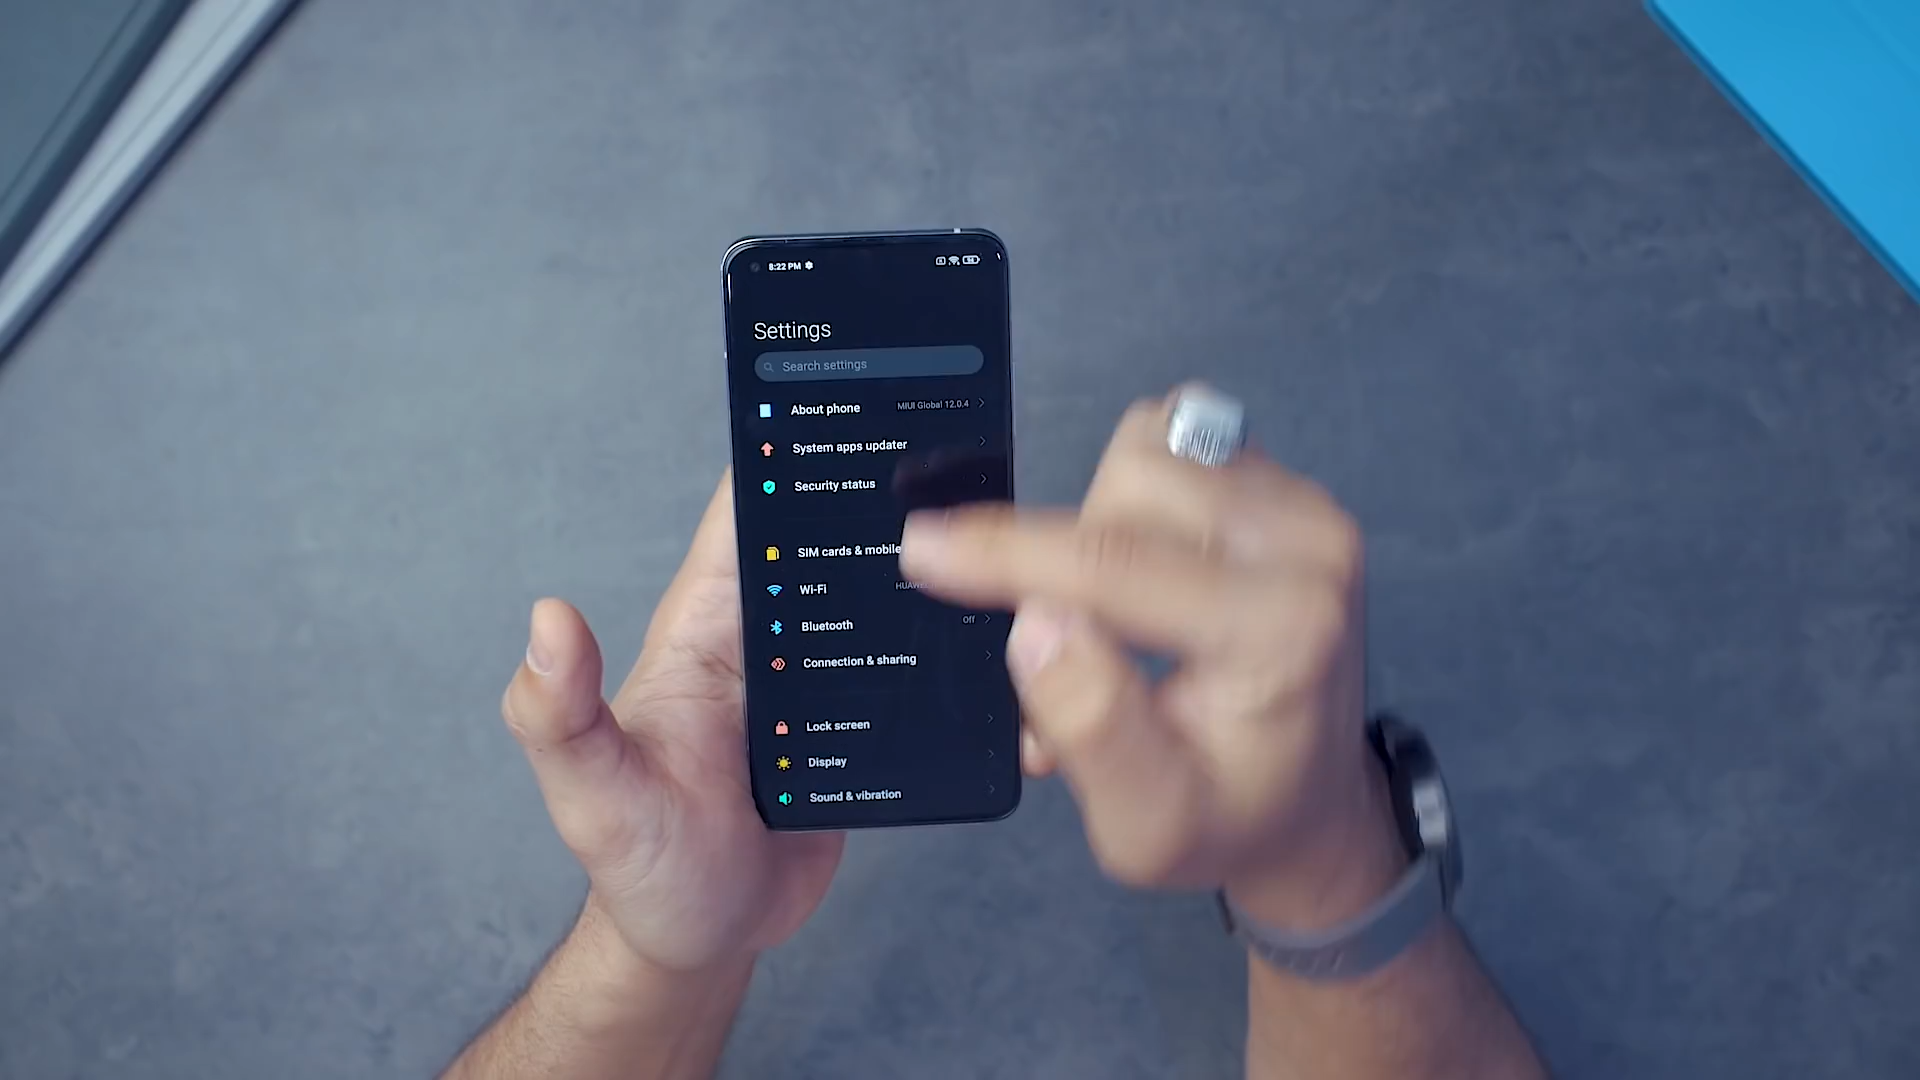 8:22 PM
Settings
Search settings
About phone MIUI Global 12.0.4
System apps updater
Security status
SIM cards & mobile
Wi-Fi
Bluetooth Off
Connection & sharing
Lock screen
Display
Sound & vibration